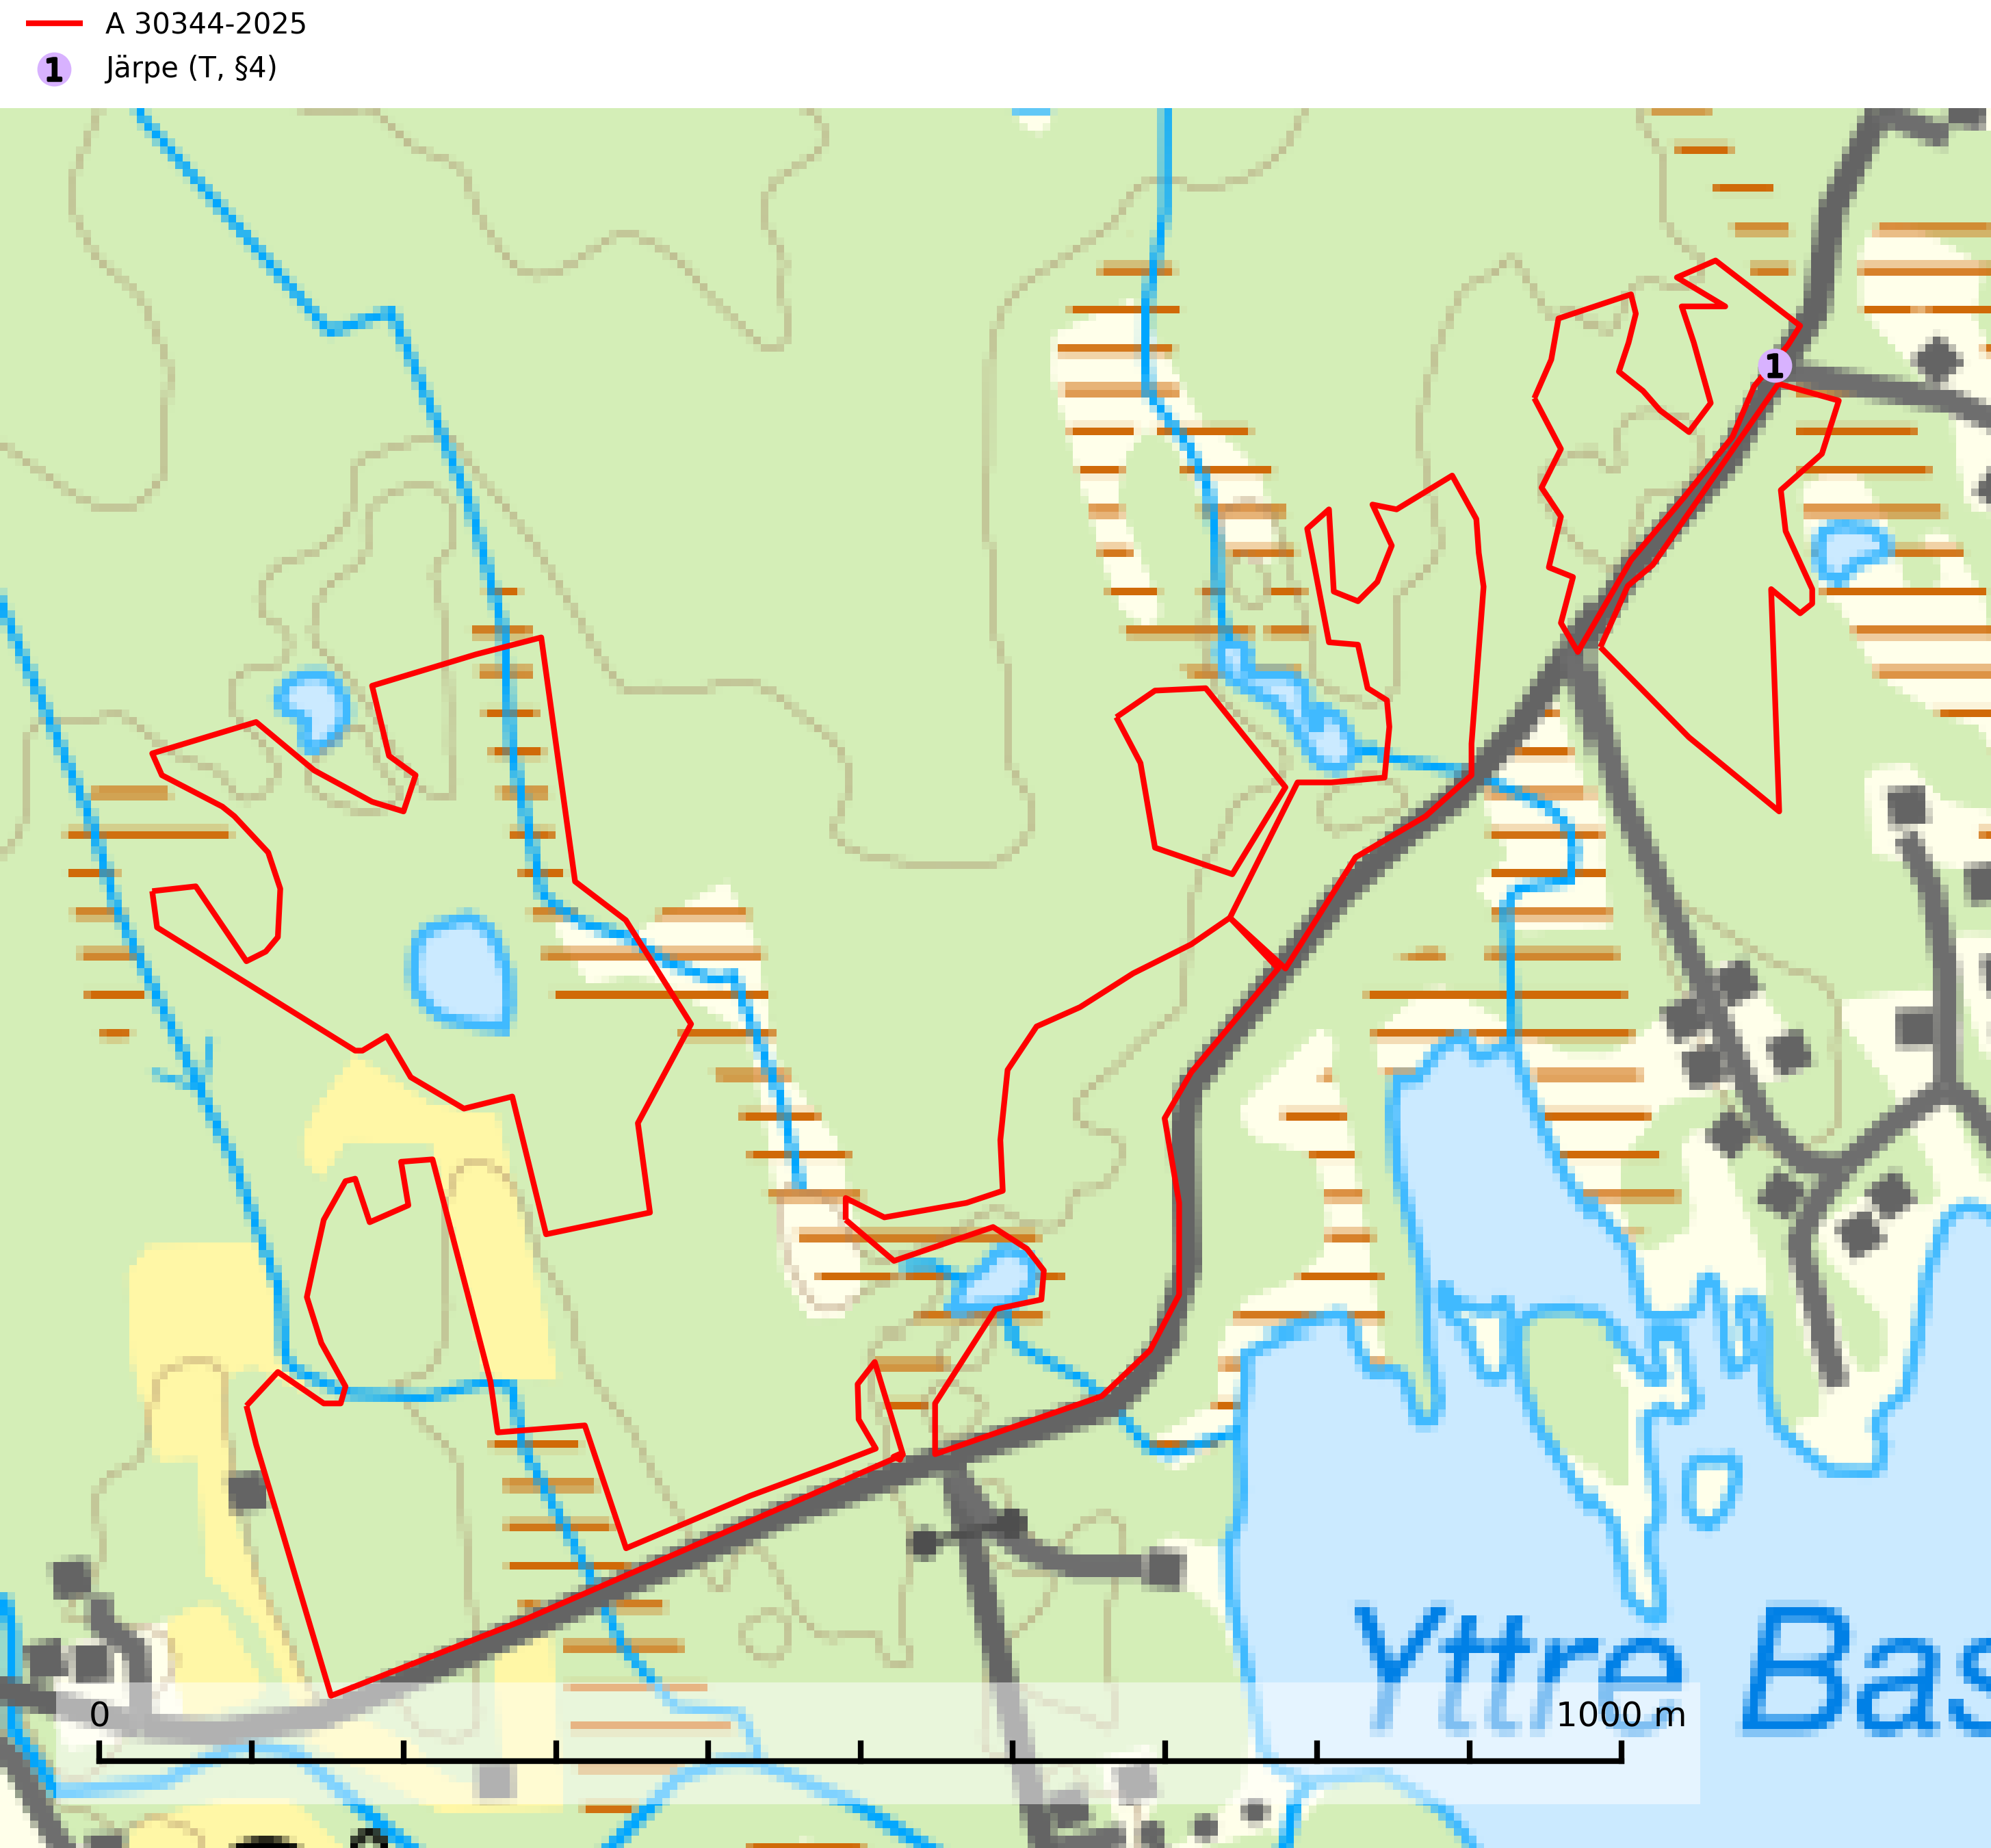 A 30344-2025
1 Järpe (T, §4)
1
Yttre Bas
0 1000 m